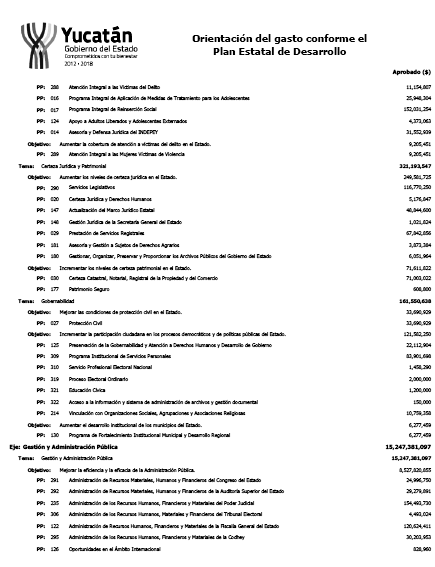 Yucatán
Gobierno del Estado
Comprometidos con tu bienestar
2012 • 2018
Orientación del gasto conforme el
Plan Estatal de Desarrollo
Aprobado ($)
PP: 288 Atención Integral a las Víctimas del Delito 11,154,807
PP: 016 Programa Integral de Aplicación de Medidas de Tratamiento para los Adolescentes 25,948,304
PP: 017 Programa Integral de Reinserción Social 152,031,254
PP: 124 Apoyo a Adultos Liberados y Adolescentes Externados 4,373,063
PP: 014 Asesoría y Defensa Jurídica del INDEPEY 31,552,939
Objetivo: Aumentar la cobertura de atención a víctimas del delito en el Estado. 9,205,451
PP: 289 Atención Integral a las Mujeres Víctimas de Violencia 9,205,451
Tema: Certeza Jurídica y Patrimonial 321,193,547
Objetivo: Aumentar los niveles de certeza jurídica en el Estado. 249,581,725
PP: 290 Servicios Legislativos 116,770,250
PP: 020 Certeza Jurídica y Derechos Humanos 5,176,847
PP: 147 Actualización del Marco Jurídico Estatal 48,844,600
PP: 148 Gestión Jurídica de la Secretaría General del Estado 1,021,824
PP: 029 Prestación de Servicios Registrales 67,842,856
PP: 181 Asesoría y Gestión a Sujetos de Derechos Agrarios 3,873,384
PP: 180 Gestionar, Organizar, Preservar y Proporcionar los Archivos Públicos del Gobierno del Estado 6,051,964
Objetivo: Incrementar los niveles de certeza patrimonial en el Estado. 71,611,822
PP: 030 Certeza Catastral, Notarial, Registral de la Propiedad y del Comercio 71,003,022
PP: 177 Patrimonio Seguro 608,800
Tema: Gobernabilidad 161,550,638
Objetivo: Mejorar las condiciones de protección civil en el Estado. 33,690,929
PP: 027 Protección Civil 33,690,929
Objetivo: Incrementar la participación ciudadana en los procesos democráticos y de políticas públicas del Estado. 121,582,250
PP: 125 Preservación de la Gobernabilidad y Atención a Derechos Humanos y Desarrollo de Gobierno 22,112,904
PP: 309 Programa Institucional de Servicios Personales 83,901,698
PP: 310 Servicio Profesional Electoral Nacional 1,458,290
PP: 319 Proceso Electoral Ordinario 2,000,000
PP: 321 Educación Cívica 1,200,000
PP: 322 Acceso a la información y sistema de administración de archivos y gestión documental 150,000
PP: 214 Vinculación con Organizaciones Sociales, Agrupaciones y Asociaciones Religiosas 10,759,358
Objetivo: Aumentar el desarrollo institucional de los municipios del Estado. 6,277,459
PP: 130 Programa de Fortalecimiento Institucional Municipal y Desarrollo Regional 6,277,459
Eje: Gestión y Administración Pública 15,247,381,097
Tema: Gestión y Administración Pública 15,247,381,097
Objetivo: Mejorar la eficiencia y la eficacia de la Administración Pública. 8,527,820,855
PP: 291 Administración de Recursos Materiales, Humanos y Financieros del Congreso del Estado 24,996,750
PP: 292 Administración de Recursos Materiales, Humanos y Financieros de la Auditoría Superior del Estado 29,279,891
PP: 235 Administración de los Recursos Humanos, Financieros y Materiales del Poder Judicial 154,493,730
PP: 306 Administración de los Recursos Humanos, Materiales y Financieros del Tribunal Electoral 4,493,024
PP: 122 Administración de Recursos Humanos, Financieros y Materiales de la Fiscalía General del Estado 120,634,411
PP: 325 Administración de los Recursos Humanos, Financieros y Materiales de la Codhey 30,203,953
PP: 126 Oportunidades en el Ámbito Internacional 828,960